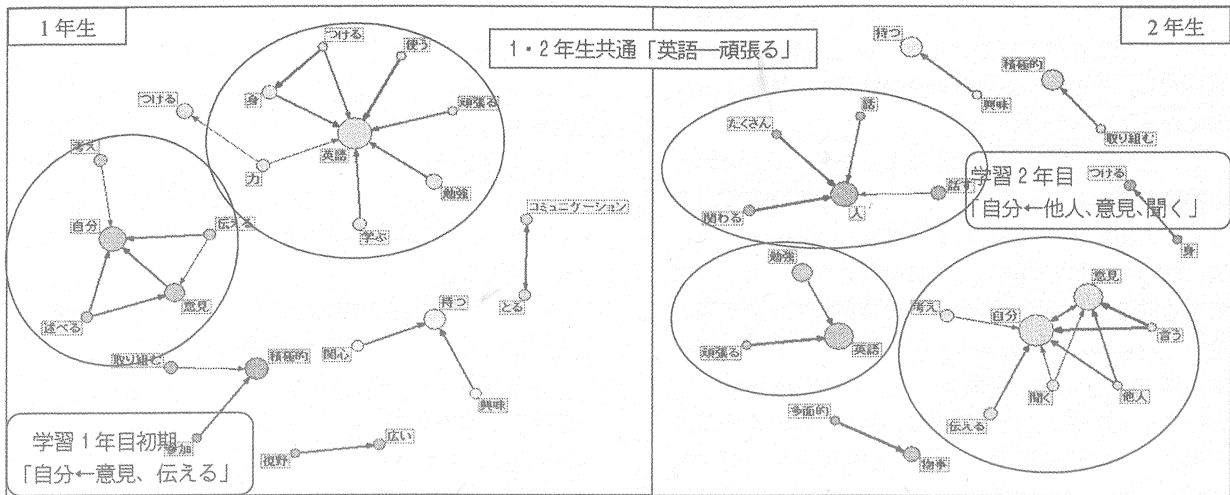 1年生
1・2年生共通「英語―頑張る」
2年生
つける
使う
身
頑張る
つける
英語
力
勉強
学ぶ
考え
自分
伝える
意見
述べる
コミュニケーション
とる
持つ
関心
興味
取り組む
積極的
参加
視野
広い
学習1年目初期
「自分←意見、伝える」
持つ
興味
積極的
取り組む
たくさん
話
関わる
人
話す
学習2年目
「自分←他人、意見、聞く」
つける
身
勉強
頑張る
英語
意見
考え
自分
言う
聞く
他人
伝える
多面的
物事